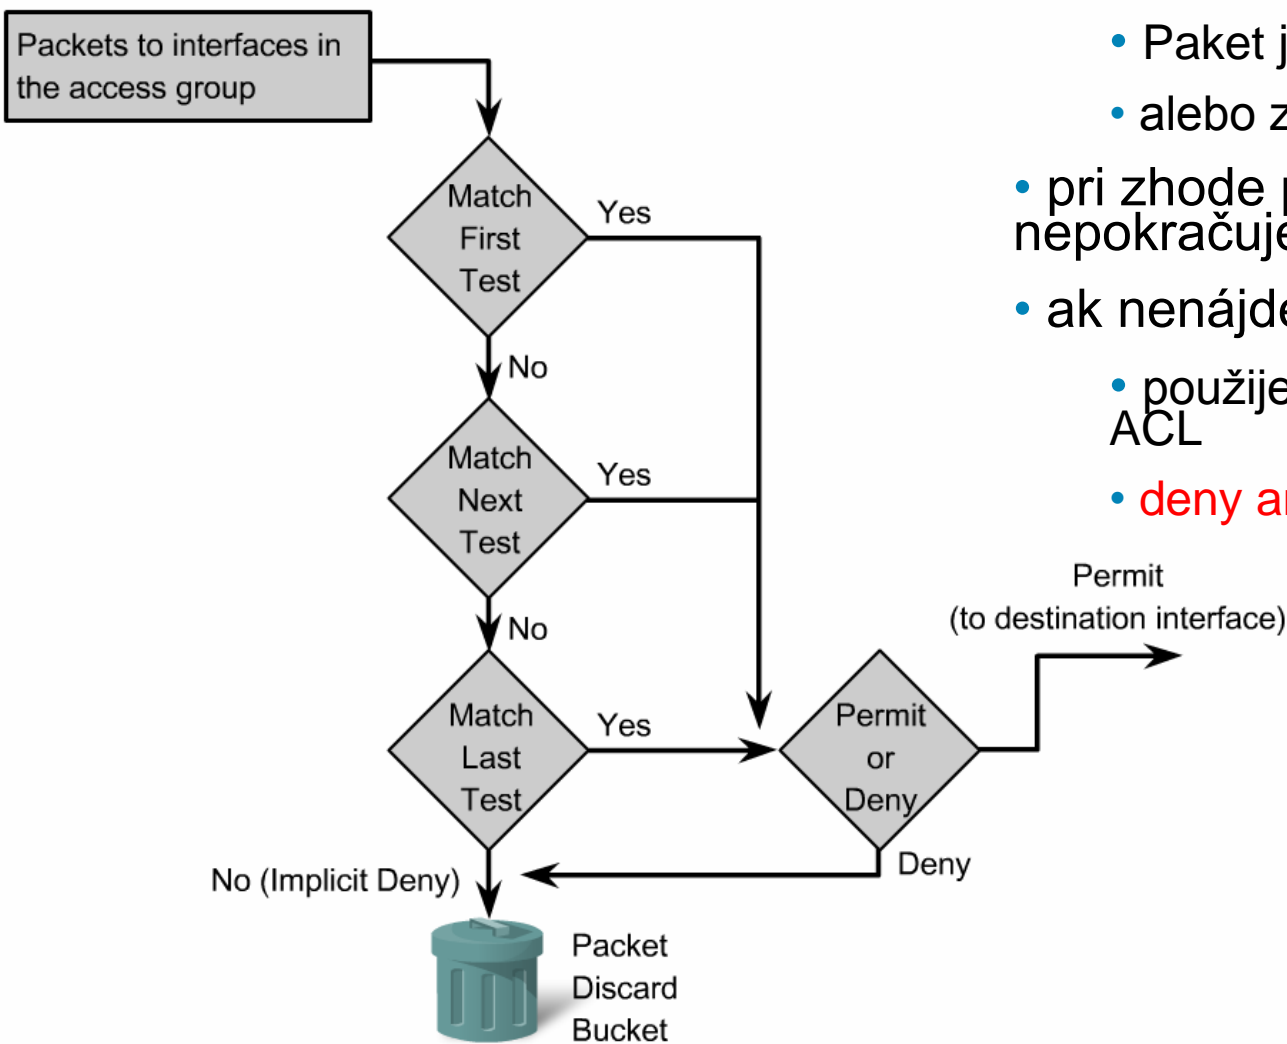 Packets to interfaces in
the access group
Match
First
Test
Yes
No
Match
Next
Test
Yes
No
Match
Last
Test
Yes
Permit
or
Deny
Permit
(to destination interface)
Deny
No (Implicit Deny)
Packet
Discard
Bucket
• Paket
• alebo
• pri zhode
nepokračuje
• ak nenájde
• použije
ACL
• deny